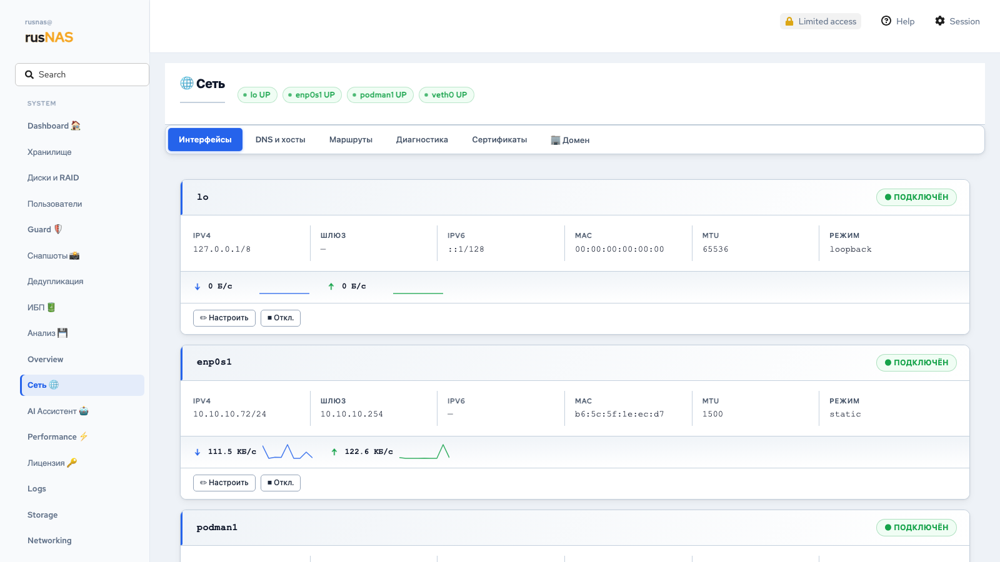 rusnas@
rusNAS
Search
SYSTEM
Dashboard
Хранилище
Диски и RAID
Пользователи
Guard
Снапшоты
Дедупликация
ИБП
Анализ
Overview
Сеть
AI Ассистент
Performance
Лицензия
Logs
Storage
Networking
Limited access
Help
Session
Сеть
lo UP
enp0s1 UP
podman1 UP
veth0 UP
Интерфейсы
DNS и хосты
Маршруты
Диагностика
Сертификаты
Домен
lo
ПОДКЛЮЧЁН
IPV4
ШЛЮЗ
IPV6
MAC
MTU
РЕЖИМ
127.0.0.1/8
—
::1/128
00:00:00:00:00:00
65536
loopback
↓ 0 Б/с
↑ 0 Б/с
✏ Настроить
■ Откл.
enp0s1
ПОДКЛЮЧЁН
IPV4
ШЛЮЗ
IPV6
MAC
MTU
РЕЖИМ
10.10.10.72/24
10.10.10.254
—
b6:5c:5f:1e:ec:d7
1500
static
↓ 111.5 КБ/с
↑ 122.6 КБ/с
✏ Настроить
■ Откл.
podman1
ПОДКЛЮЧЁН